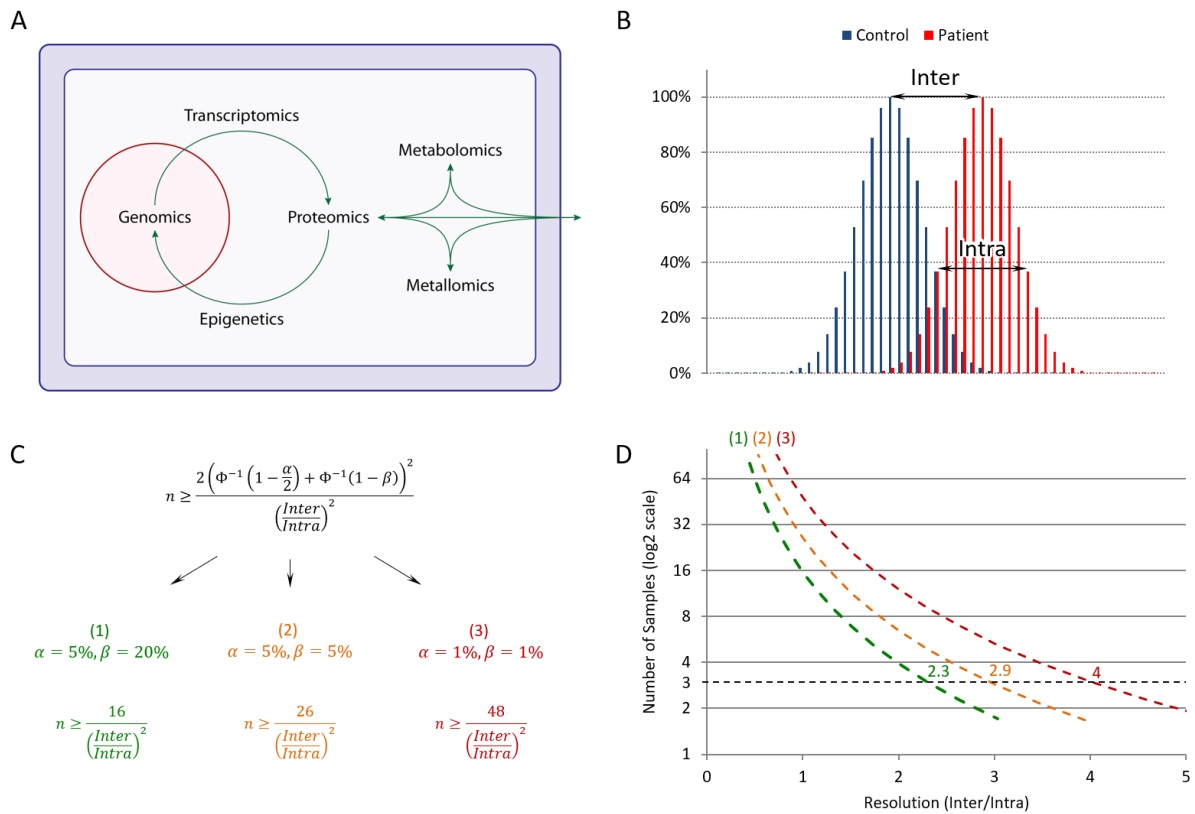 A
Transcriptomics
Metabolomics
Genomics
Proteomics
Metallomics
Epigenetics
B
Control Patient
Inter
100%
80%
60%
Intra
40%
20%
0%
C
n ≥ 2(Φ⁻¹(1 − α/2) + Φ⁻¹(1 − β))² / (Inter/Intra)²
(1) (2) (3)
α = 5%, β = 20% α = 5%, β = 5% α = 1%, β = 1%
n ≥ 16/(Inter/Intra)² n ≥ 26/(Inter/Intra)² n ≥ 48/(Inter/Intra)²
D
(1) (2) (3)
Number of Samples (log2 scale)
64
32
16
8
4
3
2
1
2.3 2.9 4
0 1 2 3 4 5
Resolution (Inter/Intra)